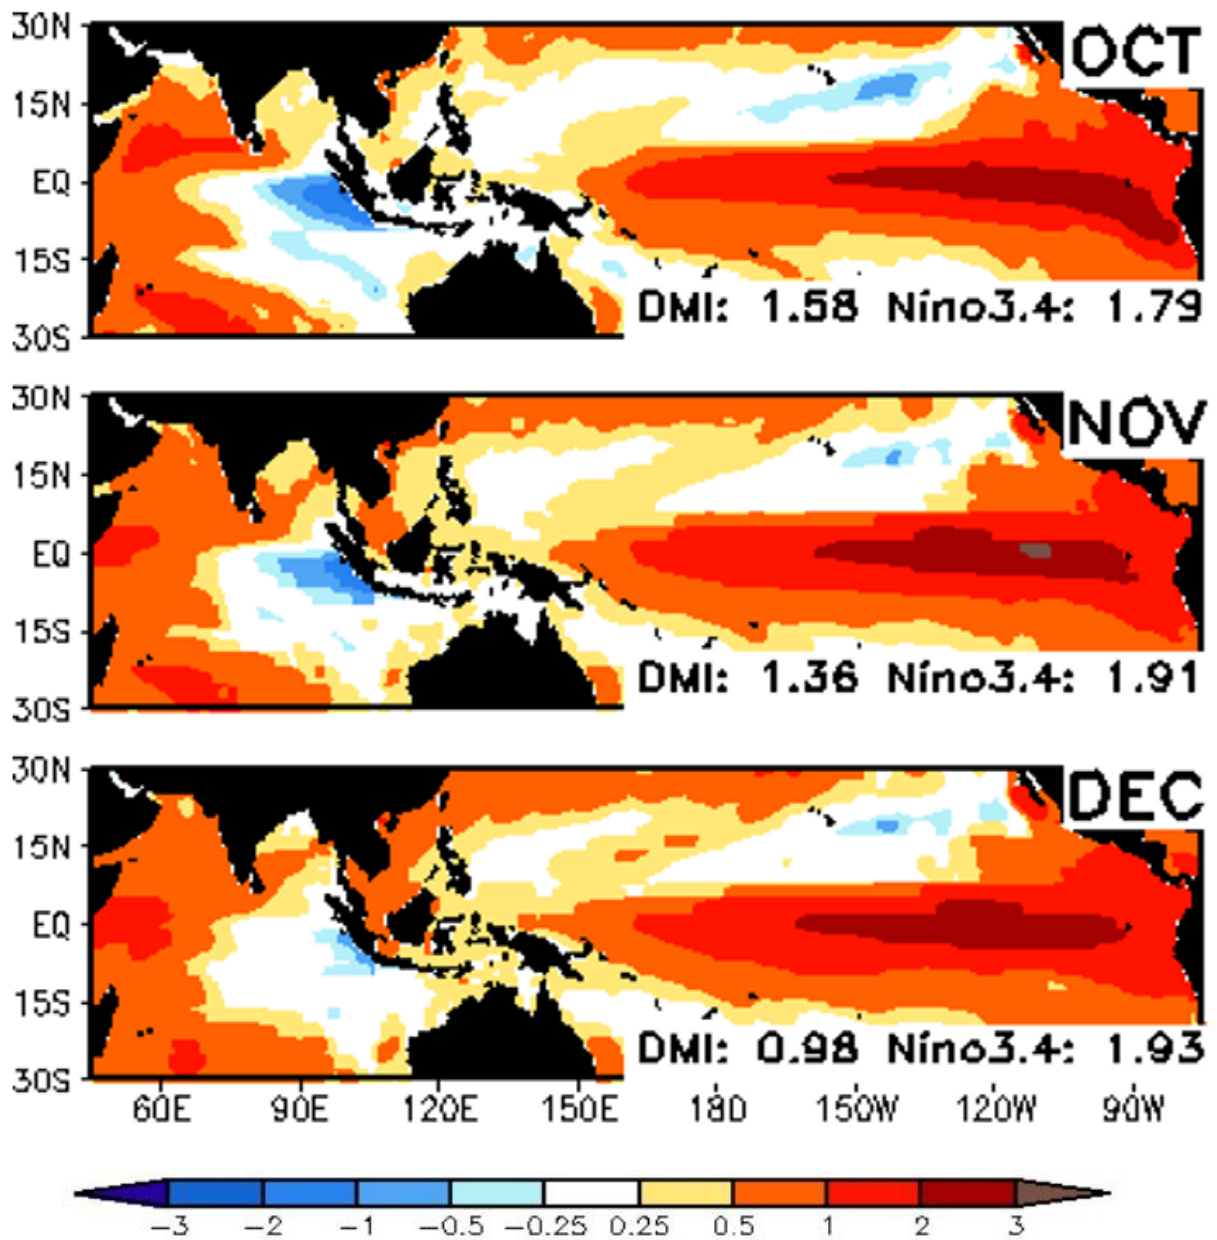 30N
OCT
15N
EQ
15S
30S
DMI: 1.58 Nino3.4: 1.79
30N
NOV
15N
EQ
15S
30S
DMI: 1.36 Nino3.4: 1.91
30N
DEC
15N
EQ
15S
30S
DMI: 0.98 Nino3.4: 1.93
60E 90E 120E 150E 180 150W 120W 90W
-3 -2 -1 -0.5 -0.25 0.25 0.5 1 2 3